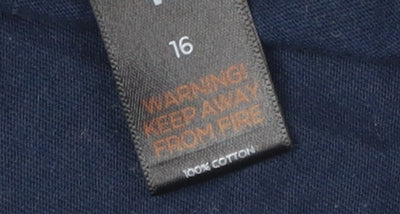 16
WARNING!
KEEP AWAY
FROM FIRE
100% COTTON